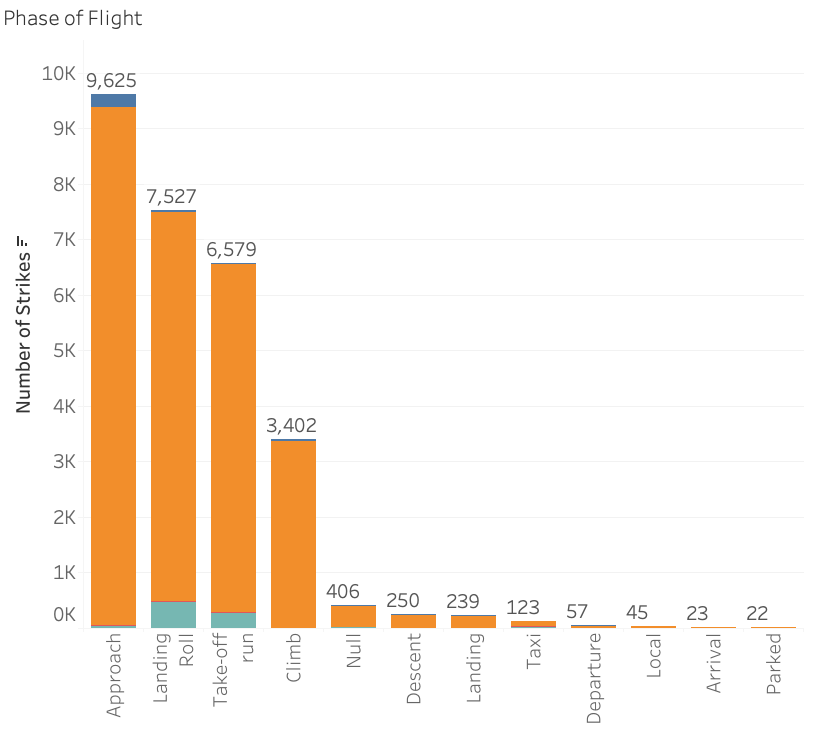 Phase of Flight
Number of Strikes
10K
9K
8K
7K
6K
5K
4K
3K
2K
1K
0K
9,625
7,527
6,579
3,402
406
250
239
123
57
45
23
22
Approach
Landing
Roll
Take-off
run
Climb
Null
Descent
Landing
Taxi
Departure
Local
Arrival
Parked